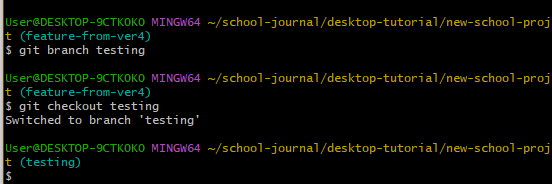 User@DESKTOP-9CTKOKO MINGW64 ~/school-journal/desktop-tutorial/new-school-proj
t (feature-from-ver4)
$ git branch testing
User@DESKTOP-9CTKOKO MINGW64 ~/school-journal/desktop-tutorial/new-school-proj
t (feature-from-ver4)
$ git checkout testing
Switched to branch 'testing'
User@DESKTOP-9CTKOKO MINGW64 ~/school-journal/desktop-tutorial/new-school-proj
t (testing)
$